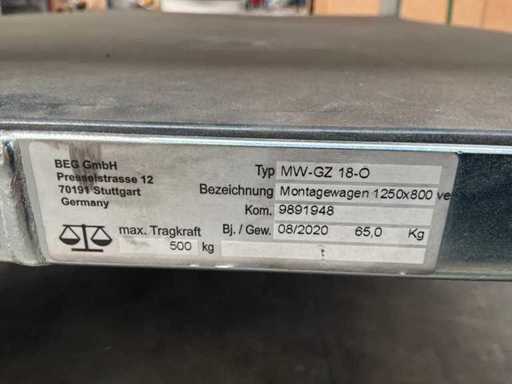 BEG GmbH
Presselstrasse 12
70191 Stuttgart
Germany
max. Tragkraft
500 kg
Typ MW-GZ 18-O
Bezeichnung Montagewagen 1250x800 ve
Kom. 9891948
Bj. / Gew. 08/2020 65,0 Kg